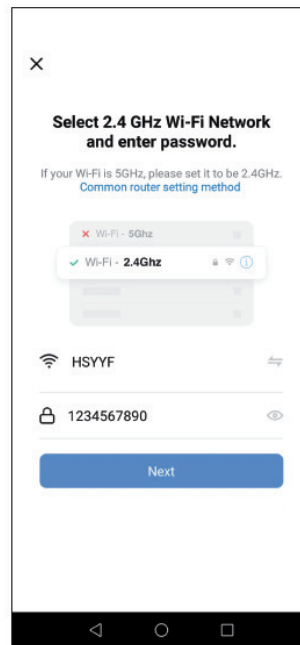 Select 2.4 GHz Wi-Fi Network
and enter password.
If your Wi-Fi is 5GHz, please set it to be 2.4GHz.
Common router setting method
Wi-Fi - 5Ghz
Wi-Fi - 2.4Ghz
HSYYF
1234567890
Next